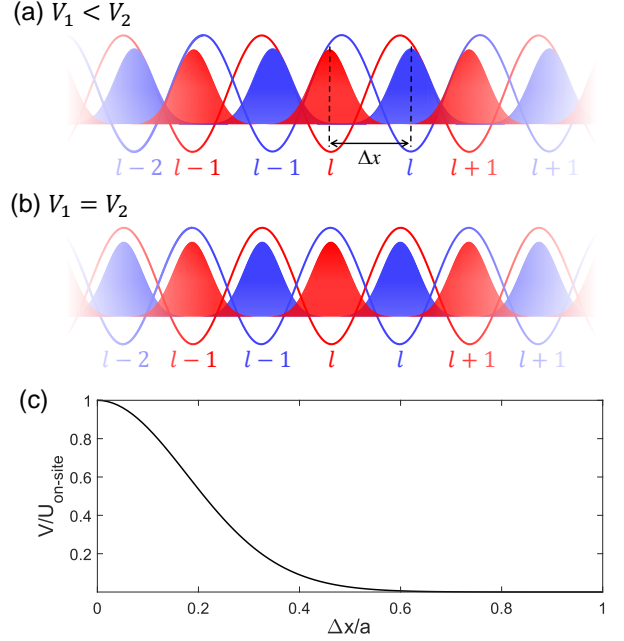 (a) V₁ < V₂
Δx
l − 2 l − 1 l − 1 l l l + 1 l + 1
(b) V₁ = V₂
l − 2 l − 1 l − 1 l l l + 1 l + 1
(c)
1
0.8
0.6
0.4
0.2
V/U_on-site
0 0.2 0.4 0.6 0.8 1
Δx/a